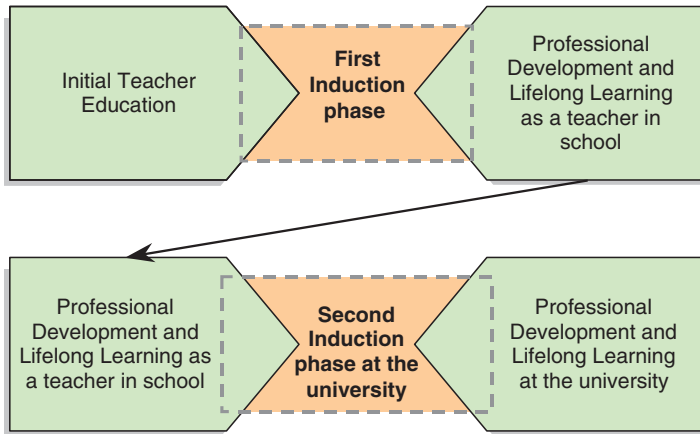 Initial Teacher
Education
First
Induction
phase
Professional
Development and
Lifelong Learning
as a teacher in
school
Professional
Development and
Lifelong Learning as
a teacher in school
Second
Induction
phase at the
university
Professional
Development and
Lifelong Learning
at the university